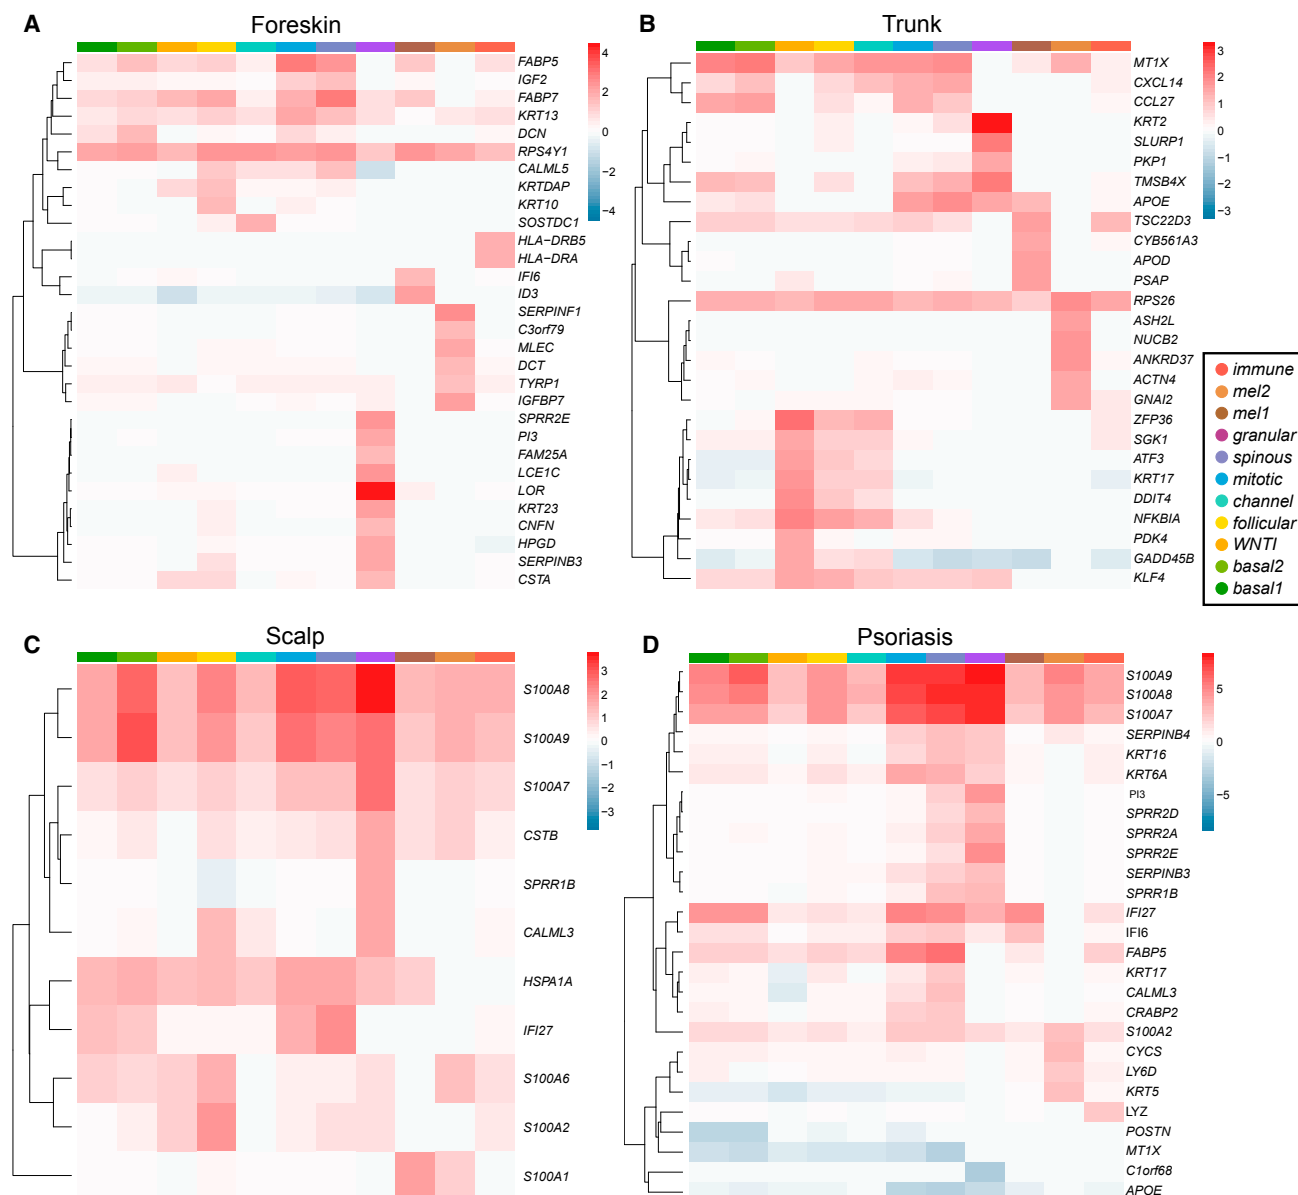 A
Foreskin
FABP5
IGF2
FABP7
KRT13
DCN
RPS4Y1
CALML5
KRTDAP
KRT10
SOSTDC1
HLA−DRB5
HLA−DRA
IFI6
ID3
SERPINF1
C3orf79
MLEC
DCT
TYRP1
IGFBP7
SPRR2E
PI3
FAM25A
LCE1C
LOR
KRT23
CNFN
HPGD
SERPINB3
CSTA
4
2
0
−2
−4
B
Trunk
MT1X
CXCL14
CCL27
KRT2
SLURP1
PKP1
TMSB4X
APOE
TSC22D3
CYB561A3
APOD
PSAP
RPS26
ASH2L
NUCB2
ANKRD37
ACTN4
GNAI2
ZFP36
SGK1
ATF3
KRT17
DDIT4
NFKBIA
PDK4
GADD45B
KLF4
3
2
1
0
−1
−2
−3
immune
mel2
mel1
granular
spinous
mitotic
channel
follicular
WNTI
basal2
basal1
C
Scalp
S100A8
S100A9
S100A7
CSTB
SPRR1B
CALML3
HSPA1A
IFI27
S100A6
S100A2
S100A1
3
2
1
0
−1
−2
−3
D
Psoriasis
S100A9
S100A8
S100A7
SERPINB4
KRT16
KRT6A
PI3
SPRR2D
SPRR2A
SPRR2E
SERPINB3
SPRR1B
IFI27
IFI6
FABP5
KRT17
CALML3
CRABP2
S100A2
CYCS
LY6D
KRT5
LYZ
POSTN
MT1X
C1orf68
APOE
5
0
−5